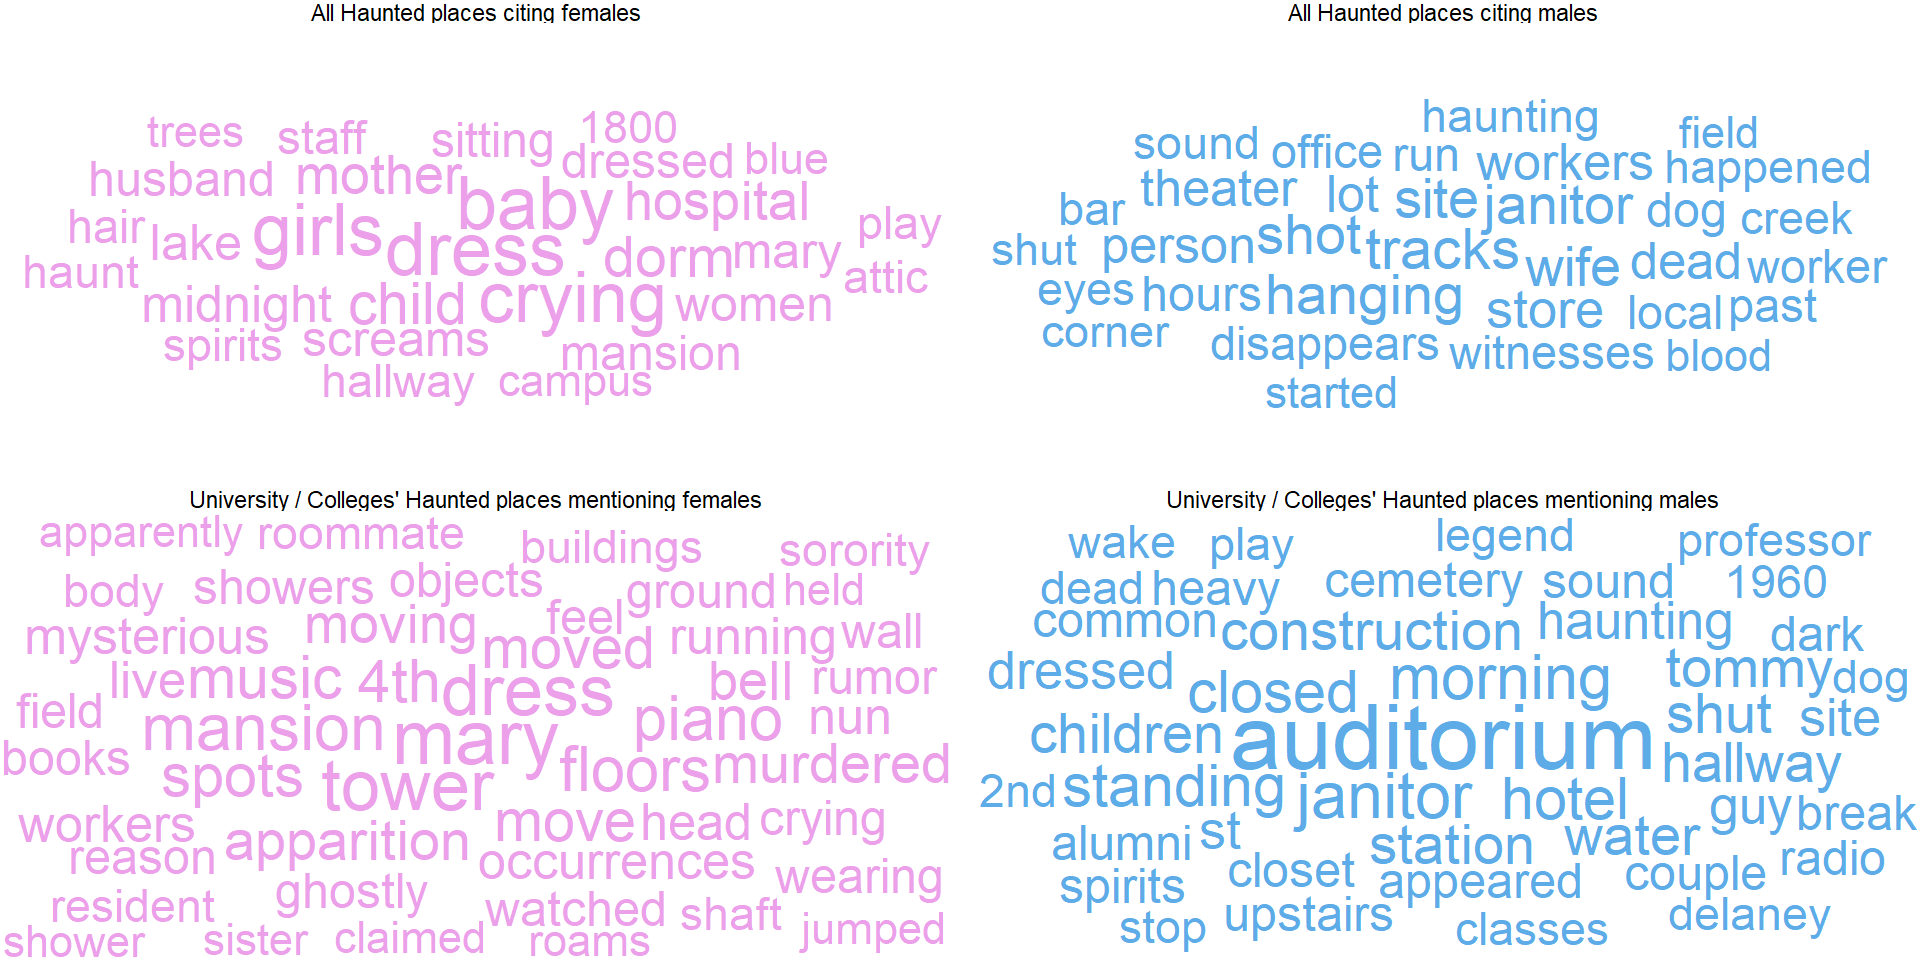 All Haunted places citing females
trees staff sitting 1800
husband mother dressed blue
baby hospital
hair lake girls dress dorm mary play
haunt attic
midnight child crying women
spirits screams mansion
hallway campus
All Haunted places citing males
haunting field
sound office run workers happened
theater lot site janitor dog creek
bar
shut person shot tracks wife dead worker
eyes hours hanging store local past
corner disappears witnesses blood
started
University / Colleges' Haunted places mentioning females
apparently roommate buildings sorority
body showers objects ground held
mysterious moving feel moved running wall
live music 4th dress bell rumor
field mansion mary piano nun
books spots tower floors murdered
workers apparition move head crying
reason occurrences wearing
resident ghostly watched shaft jumped
shower sister claimed roams
University / Colleges' Haunted places mentioning males
wake play legend professor
dead heavy cemetery sound 1960
common construction haunting dark
dressed closed morning tommy dog
children auditorium shut site
2nd standing janitor hotel hallway
alumni st station water guy break
spirits closet appeared couple radio
stop upstairs classes delaney